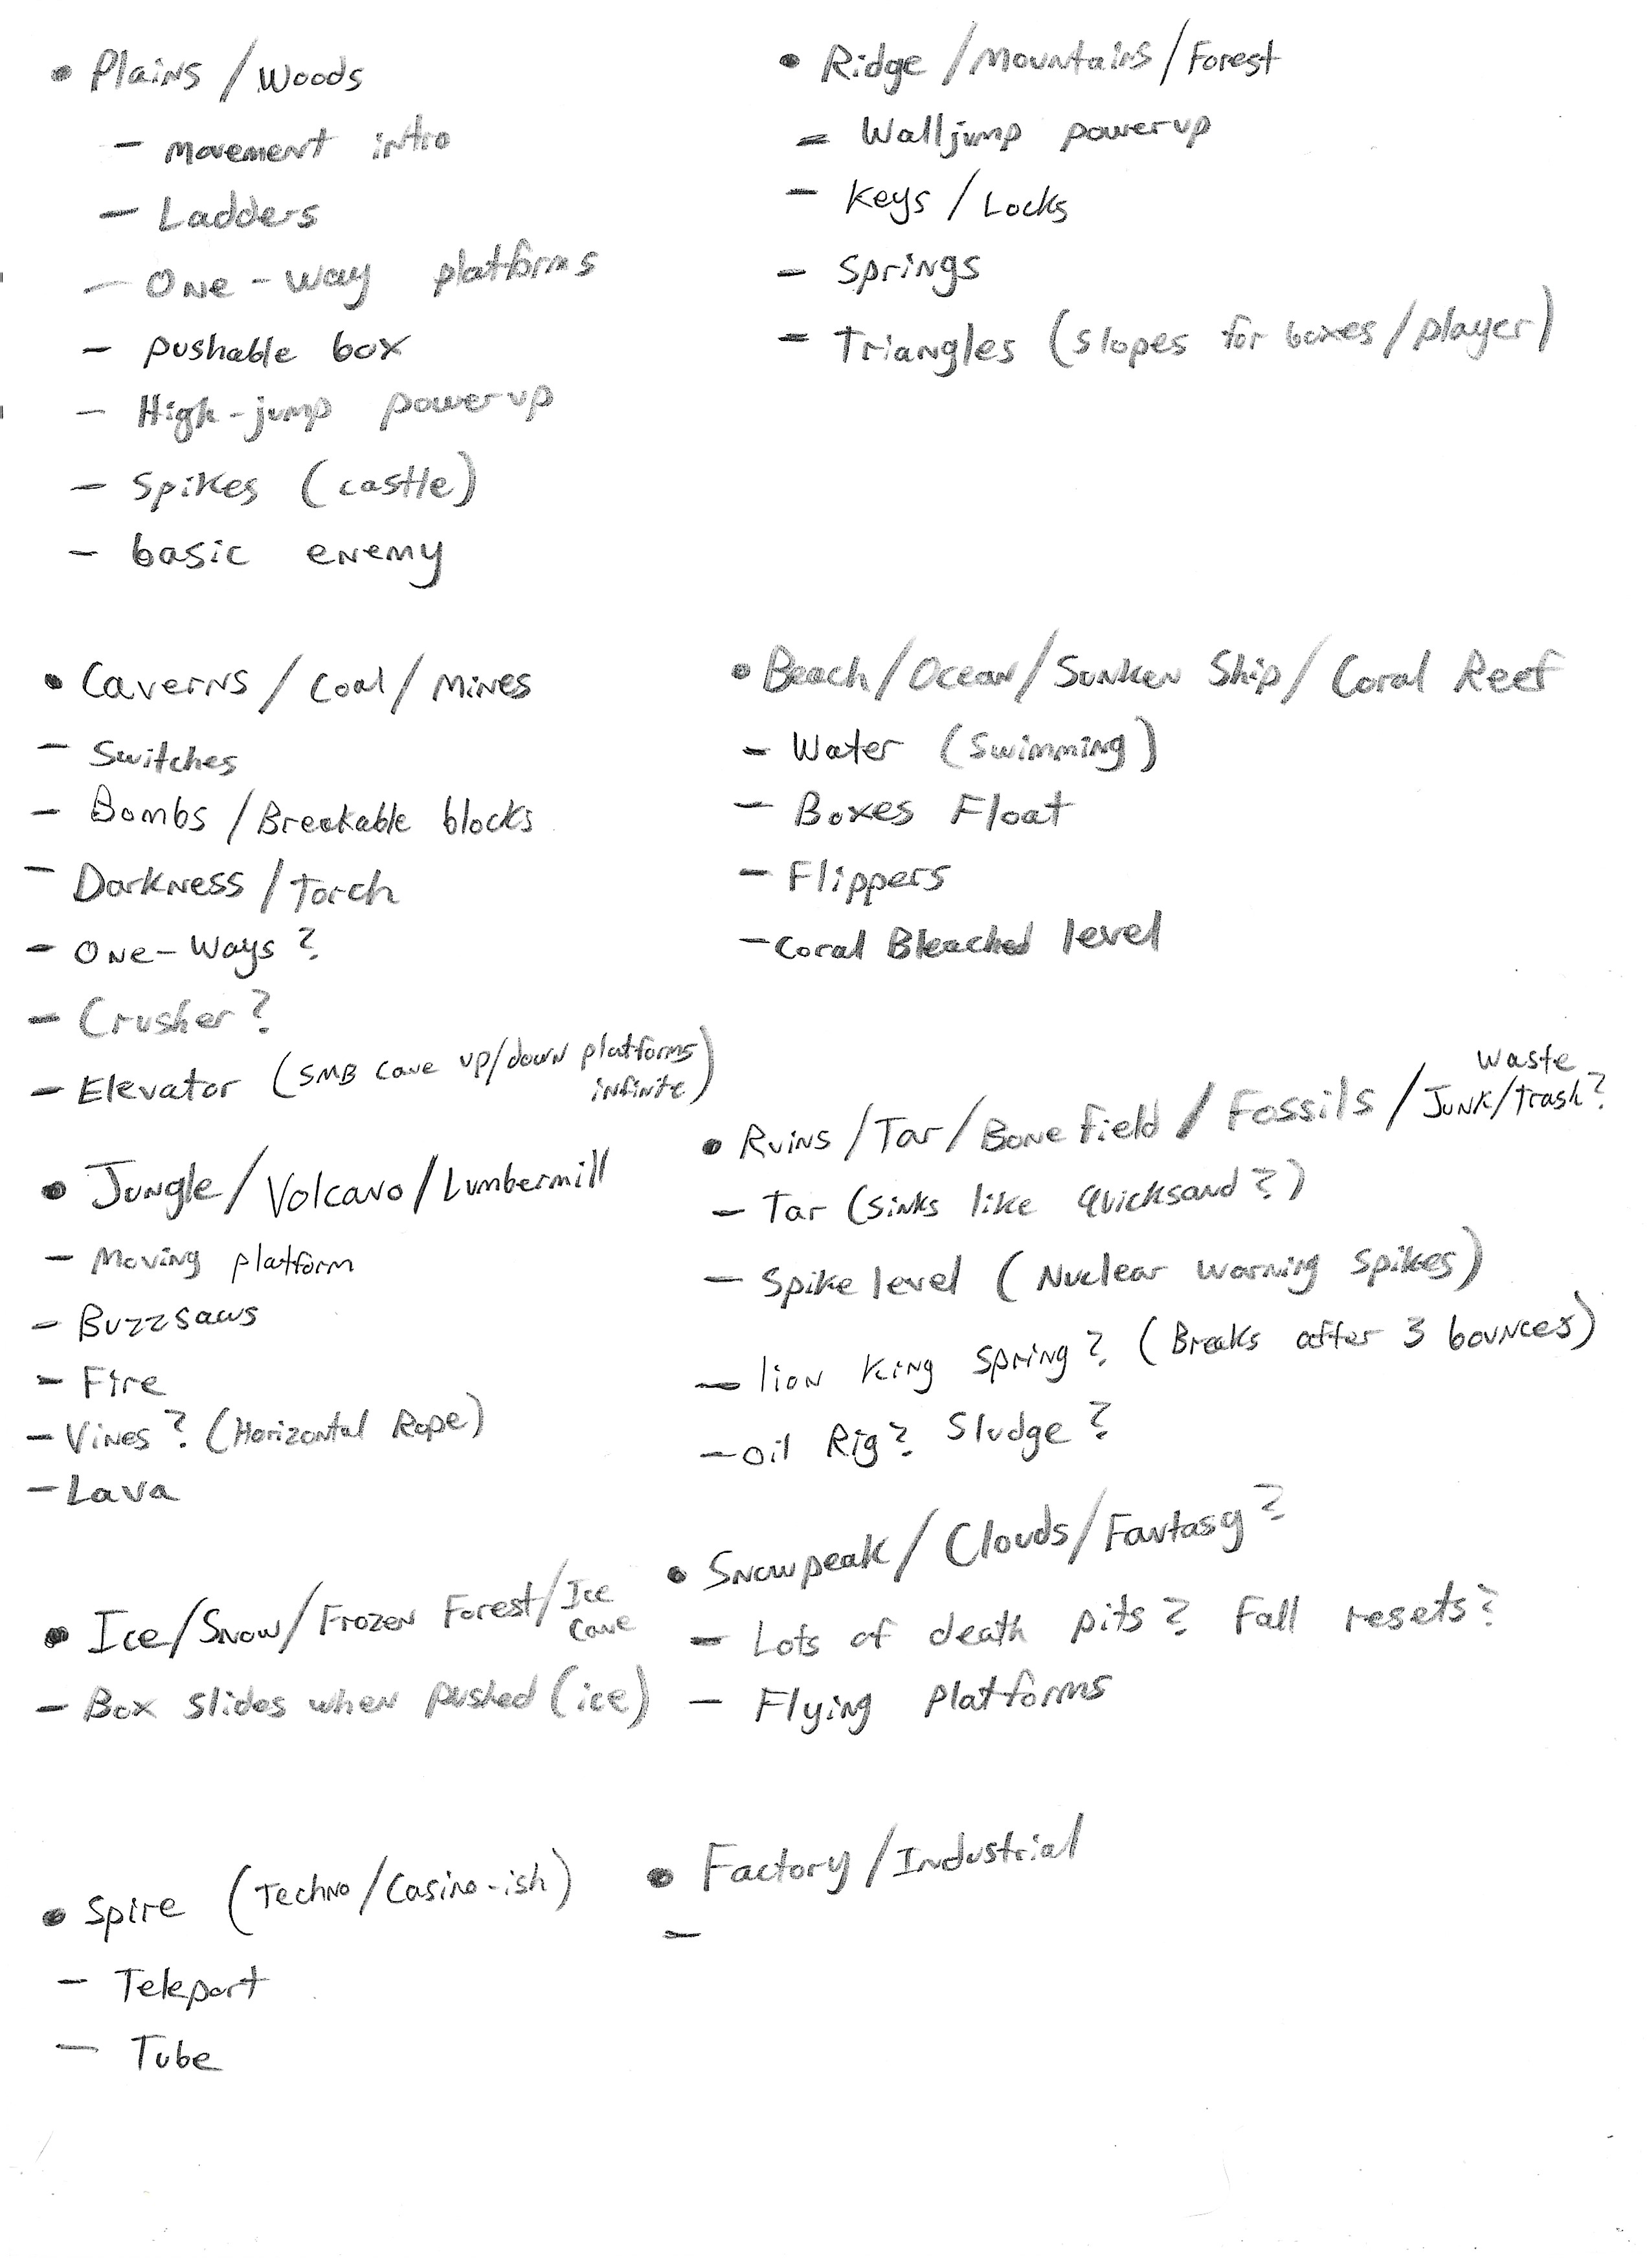 • Plains / Woods
– movement intro
– Ladders
– One-way platforms
– pushable box
– High-jump powerup
– Spikes (castle)
– basic enemy
• Ridge / Mountains / Forest
– Walljump powerup
– Keys / Locks
– Springs
– Triangles (slopes for boxes / player)
• Caverns / Coal / Mines
– Switches
– Bombs / Breakable blocks
– Darkness / Torch
– One-Ways ?
– Crusher ?
– Elevator (SMB cave up/down platforms
infinite)
• Beach / Ocean / Sunken Ship / Coral Reef
– Water (Swimming)
– Boxes Float
– Flippers
– Coral Bleached level
• Jungle / Volcano / Lumbermill
– Moving platform
– Buzzsaws
– Fire
– Vines ? (Horizontal Rope)
– Lava
• Ruins / Tar / Bone field / Fossils / Waste
Junk/trash ?
– Tar (sinks like quicksand ?)
– Spike level (Nuclear warning spikes)
– lion king spring ? (Breaks after 3 bounces)
– oil Rig ? Sludge ?
• Ice / Snow / Frozen Forest / Ice
Cave
– Box slides when pushed (ice)
• Snowpeak / Clouds / Fantasy ?
– Lots of death pits ? Fall resets ?
– Flying platforms
• Spire (Techno / Casino-ish)
– Teleport
– Tube
• Factory / Industrial
–